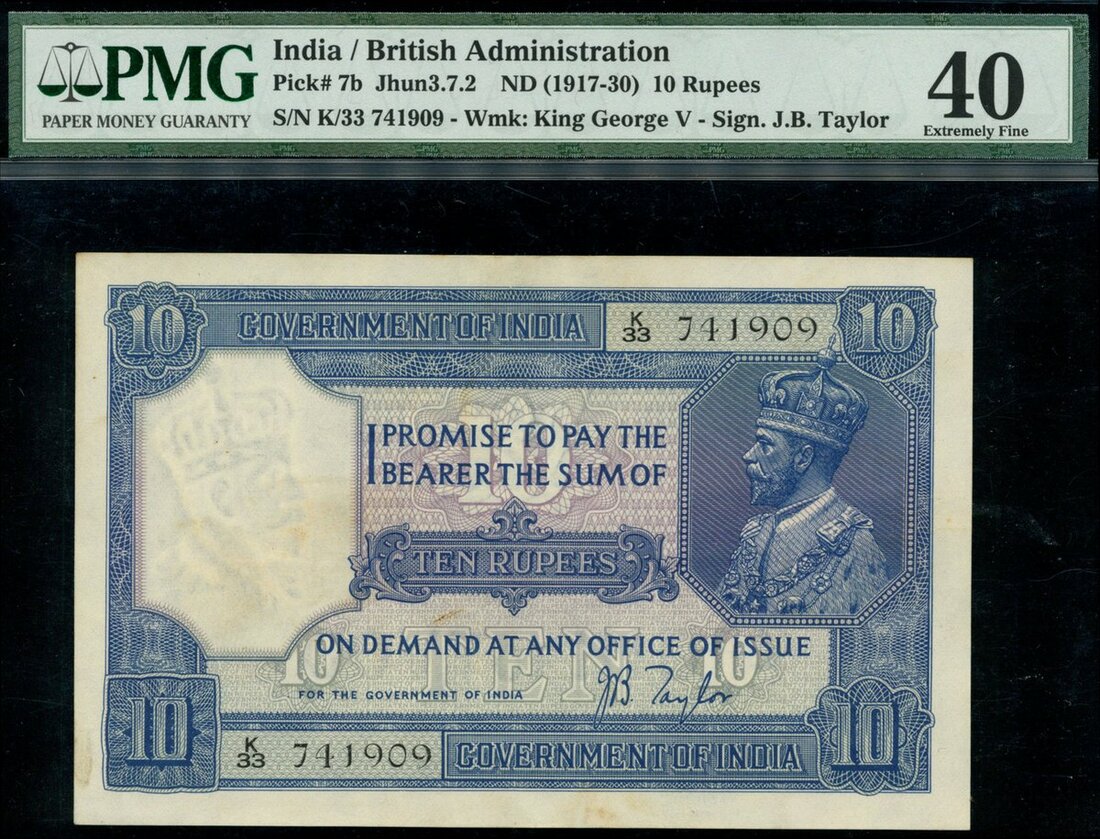 PMG
PAPER MONEY GUARANTY
India / British Administration
Pick# 7b Jhun3.7.2 ND (1917-30) 10 Rupees
S/N K/33 741909 - Wmk: King George V - Sign. J.B. Taylor
40
Extremely Fine
10
GOVERNMENT OF INDIA
K/33 741909
10
10
I PROMISE TO PAY THE
BEARER THE SUM OF
TEN RUPEES
ON DEMAND AT ANY OFFICE OF ISSUE
10 TEN 10
FOR THE GOVERNMENT OF INDIA
JB. Taylor
10
K/33 741909
GOVERNMENT OF INDIA
10